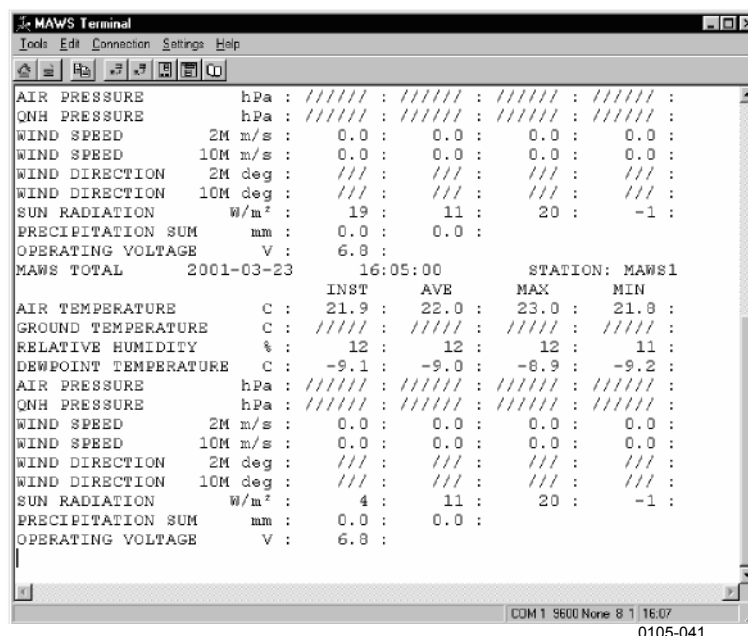 MAWS Terminal
Tools Edit Connection Settings Help
AIR PRESSURE hPa : ////// : ////// : ////// : ////// :
QNH PRESSURE hPa : ////// : ////// : ////// : ////// :
WIND SPEED 2M m/s : 0.0 : 0.0 : 0.0 : 0.0 :
WIND SPEED 10M m/s : 0.0 : 0.0 : 0.0 : 0.0 :
WIND DIRECTION 2M deg : /// : /// : /// : /// :
WIND DIRECTION 10M deg : /// : /// : /// : /// :
SUN RADIATION W/m² : 19 : 11 : 20 : -1 :
PRECIPITATION SUM mm : 0.0 : 0.0 :
OPERATING VOLTAGE V : 6.8 :
MAWS TOTAL 2001-03-23 16:05:00 STATION: MAWS1
INST AVE MAX MIN
AIR TEMPERATURE C : 21.9 : 22.0 : 23.0 : 21.8 :
GROUND TEMPERATURE C : ///// : ///// : ///// : ///// :
RELATIVE HUMIDITY % : 12 : 12 : 12 : 11 :
DEWPOINT TEMPERATURE C : -9.1 : -9.0 : -8.9 : -9.2 :
AIR PRESSURE hPa : ////// : ////// : ////// : ////// :
QNH PRESSURE hPa : ////// : ////// : ////// : ////// :
WIND SPEED 2M m/s : 0.0 : 0.0 : 0.0 : 0.0 :
WIND SPEED 10M m/s : 0.0 : 0.0 : 0.0 : 0.0 :
WIND DIRECTION 2M deg : /// : /// : /// : /// :
WIND DIRECTION 10M deg : /// : /// : /// : /// :
SUN RADIATION W/m² : 4 : 11 : 20 : -1 :
PRECIPITATION SUM mm : 0.0 : 0.0 :
OPERATING VOLTAGE V : 6.8 :
COM 1 9600 None 8 1 16:07
0105-041